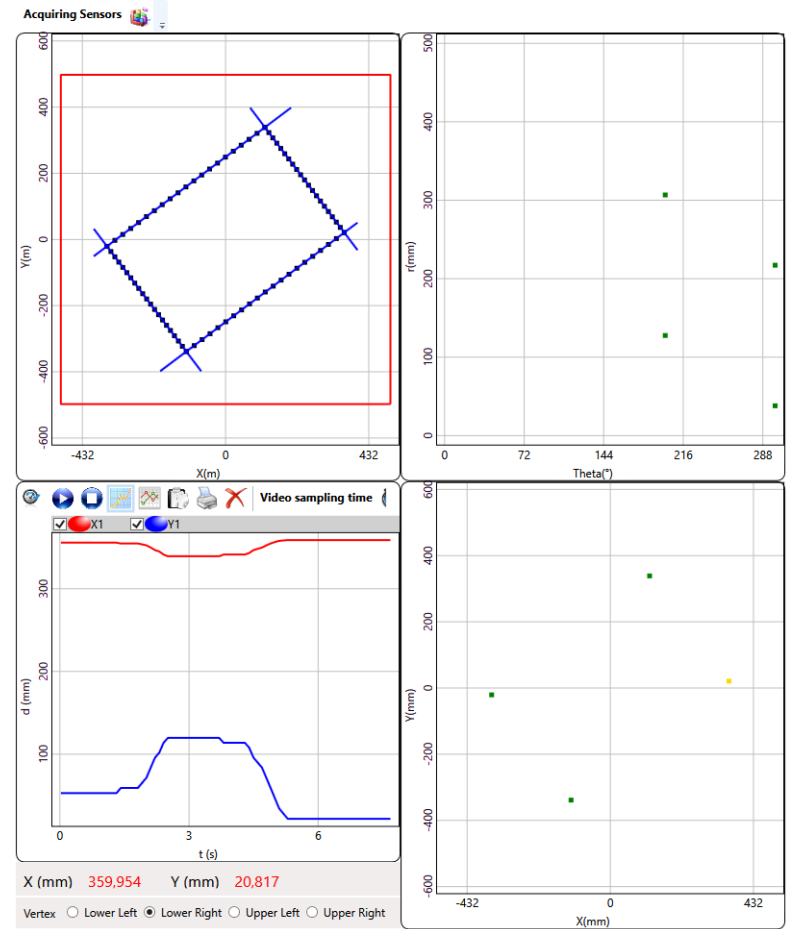 Acquiring Sensors
600
400
200
0
-200
-400
-600
Y(m)
-432 0 432
X(m)
500
400
300
200
100
0
r(mm)
0 72 144 216 288
Theta(°)
Video sampling time
X1 Y1
300
200
100
d (mm)
0 3 6
t (s)
X (mm) 359,954 Y (mm) 20,817
Vertex Lower Left Lower Right Upper Left Upper Right
600
400
200
0
-200
-400
-600
Y(mm)
-432 0 432
X(mm)